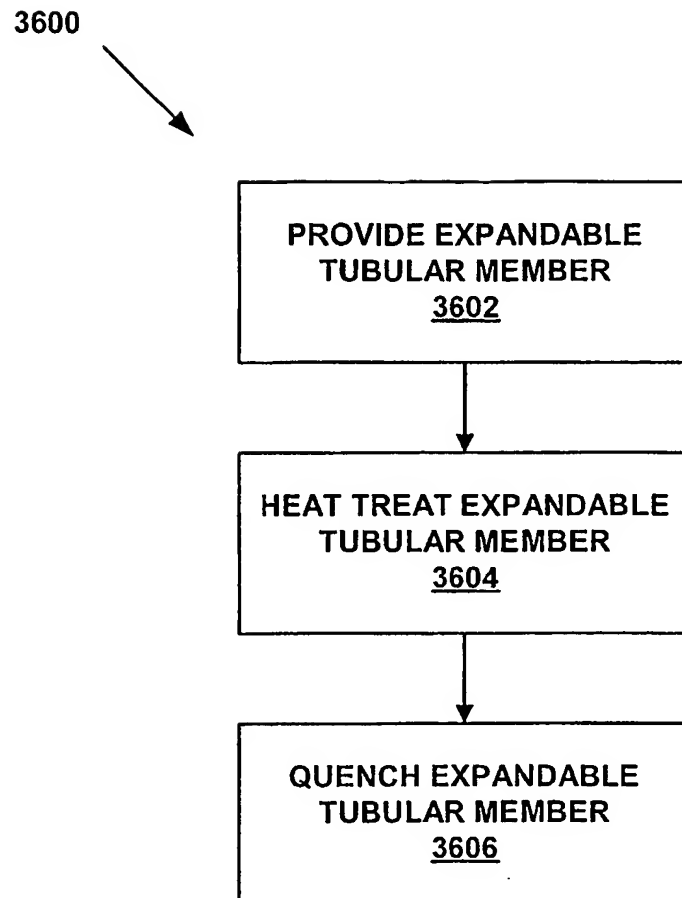 3600
PROVIDE EXPANDABLE
TUBULAR MEMBER
3602
HEAT TREAT EXPANDABLE
TUBULAR MEMBER
3604
QUENCH EXPANDABLE
TUBULAR MEMBER
3606